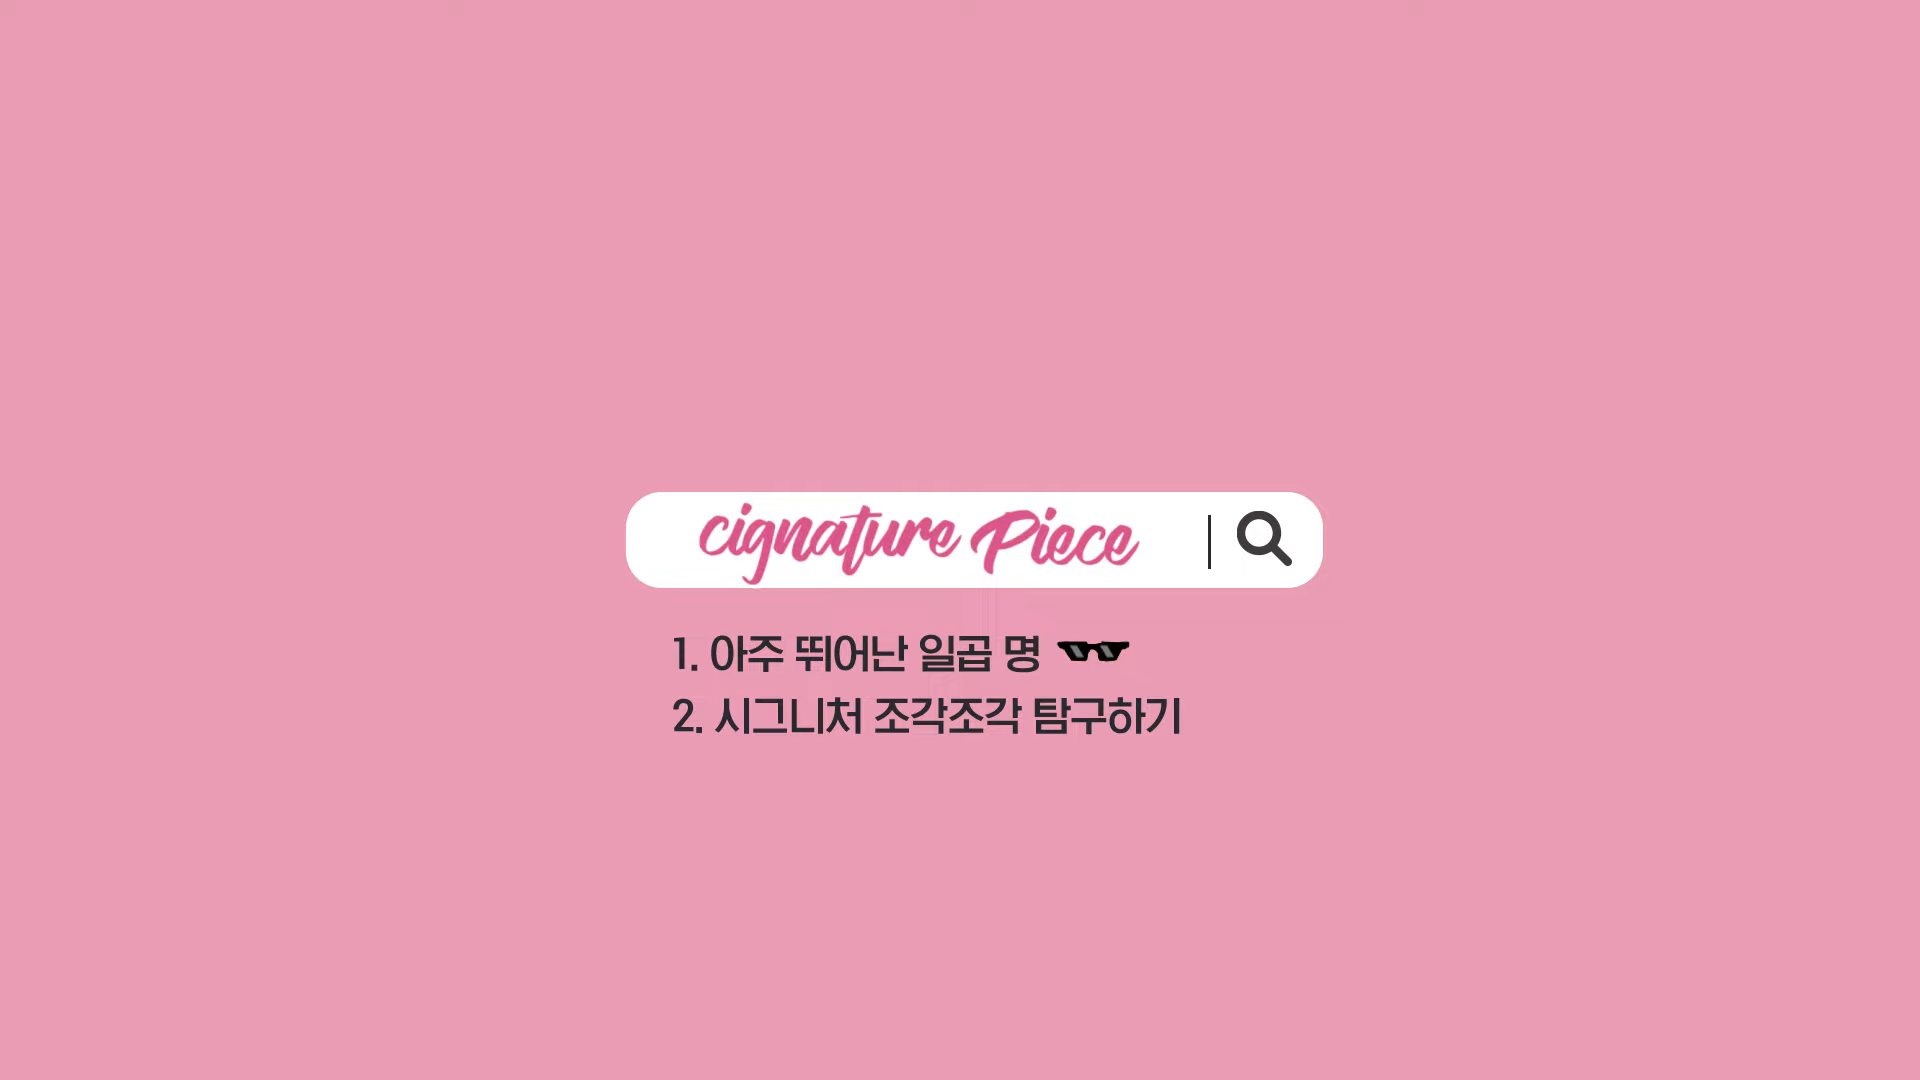 cignature Piece
1. 아주 뛰어난 일곱 명
2. 시그니처 조각조각 탐구하기